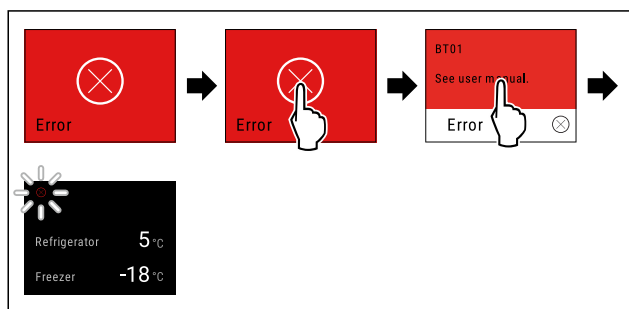 Error
Error
BT01
See user manual.
Error
Refrigerator 5 °C
Freezer -18 °C